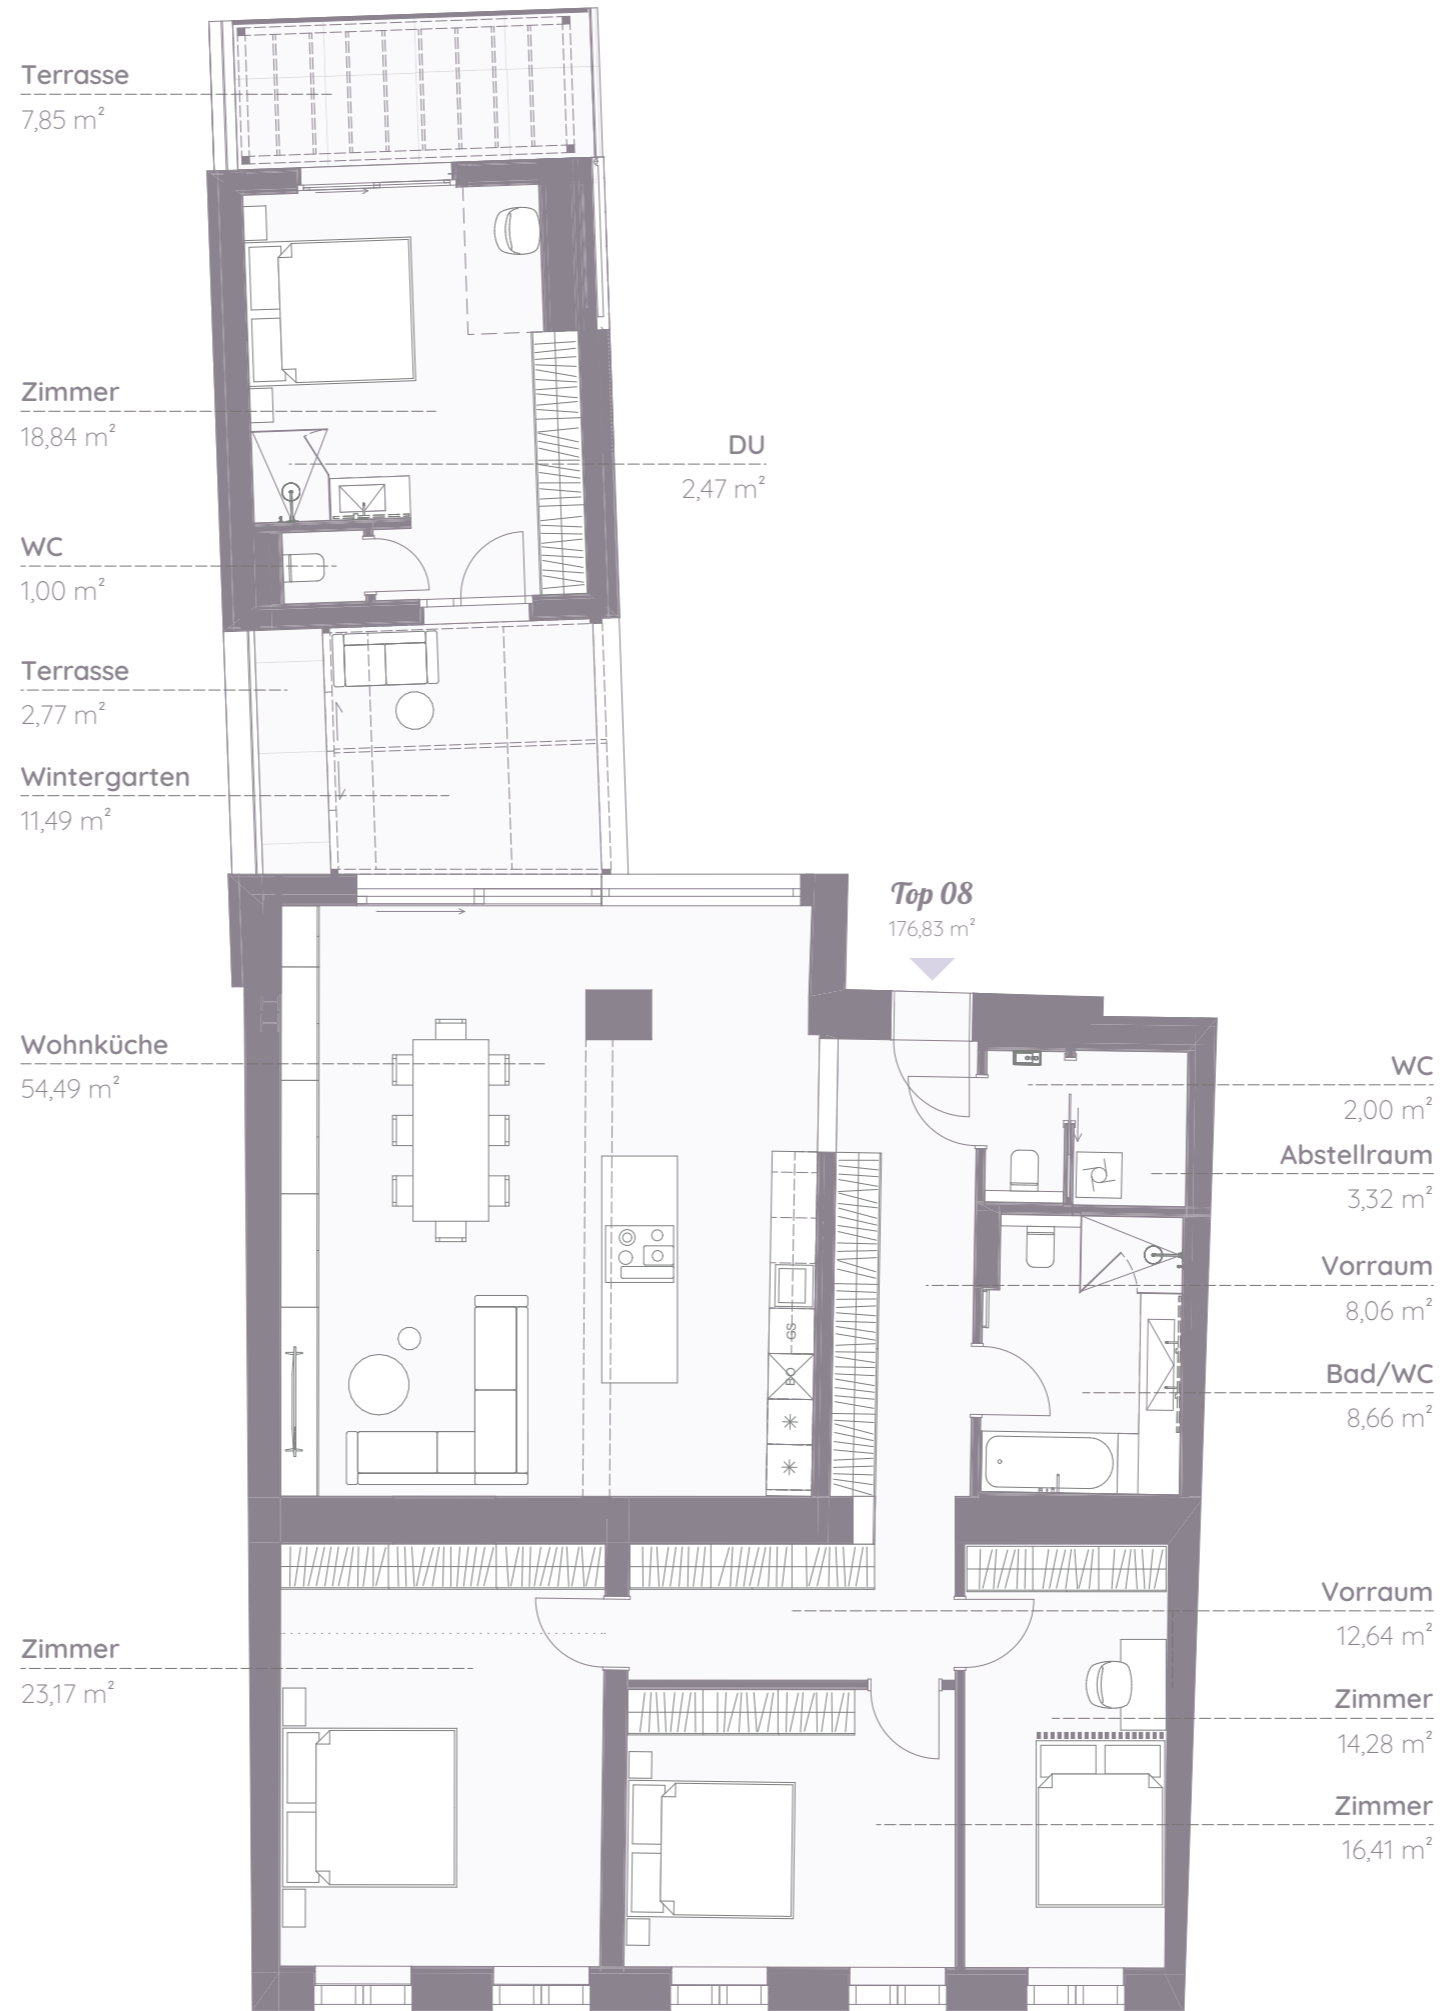 Terrasse
7,85 m²
Zimmer
18,84 m²
DU
2,47 m²
WC
1,00 m²
Terrasse
2,77 m²
Wintergarten
11,49 m²
Top 08
176,83 m²
Wohnküche
54,49 m²
WC
2,00 m²
Abstellraum
3,32 m²
Vorraum
8,06 m²
GS
BO
Bad/WC
8,66 m²
Vorraum
12,64 m²
Zimmer
23,17 m²
Zimmer
14,28 m²
Zimmer
16,41 m²